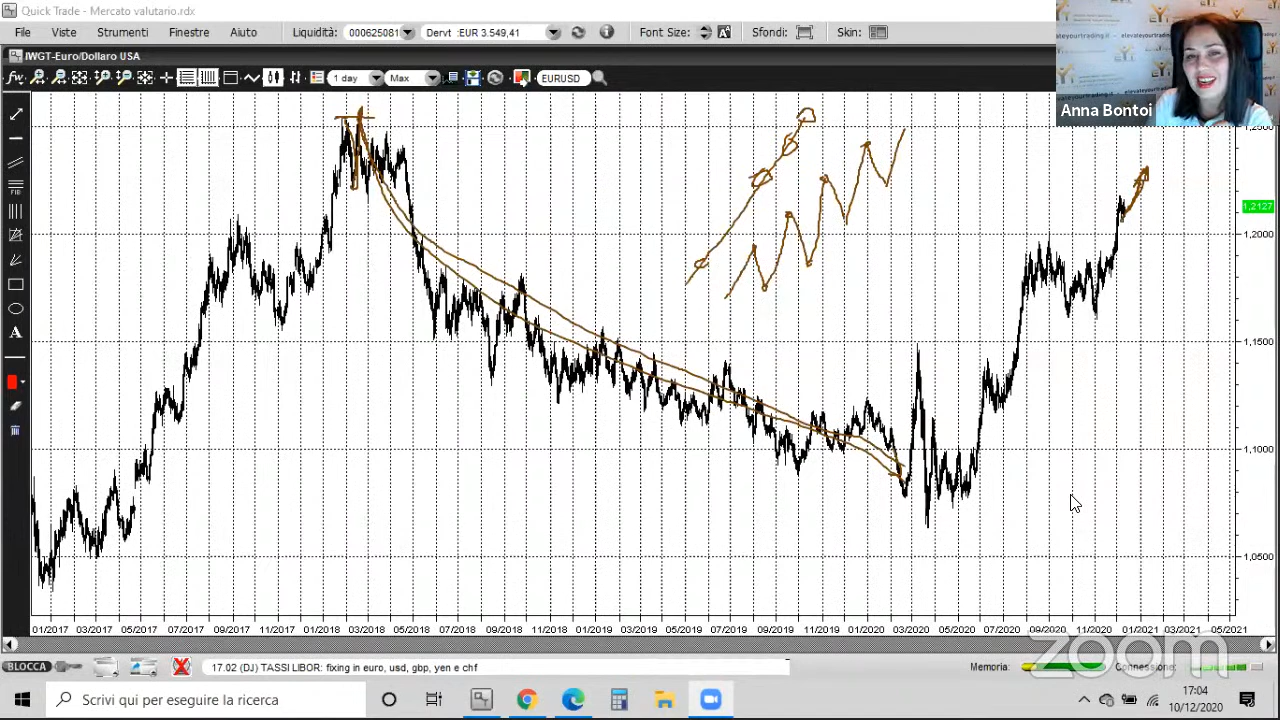 Quick Trade - Mercato valutario.rdx
File Utenti Strumenti Finestre Aiuto Liquidità: Dervt :EUR 3.549,41 Font Size: Sfondi: Skin:
IWGT-Euro/Dollaro USA
1 day Max EURUSD
Anna Bontoi
1,2500
1,2127
1,2000
1,1500
1,1000
1,0500
01/2017 03/2017 05/2017 07/2017 09/2017 11/2017 01/2018 03/2018 05/2018 07/2018 09/2018 11/2018 01/2019 03/2019 05/2019 07/2019 09/2019 11/2019 01/2020 03/2020 05/2020 07/2020 09/2020 11/2020 01/2021 03/2021 05/2021
zoom
BLOCCA 17.02 (DJ) TASSI LIBOR: fixing in euro, usd, gbp, yen e chf Memoria: Connessione:
Scrivi qui per eseguire la ricerca
17:04
10/12/2020